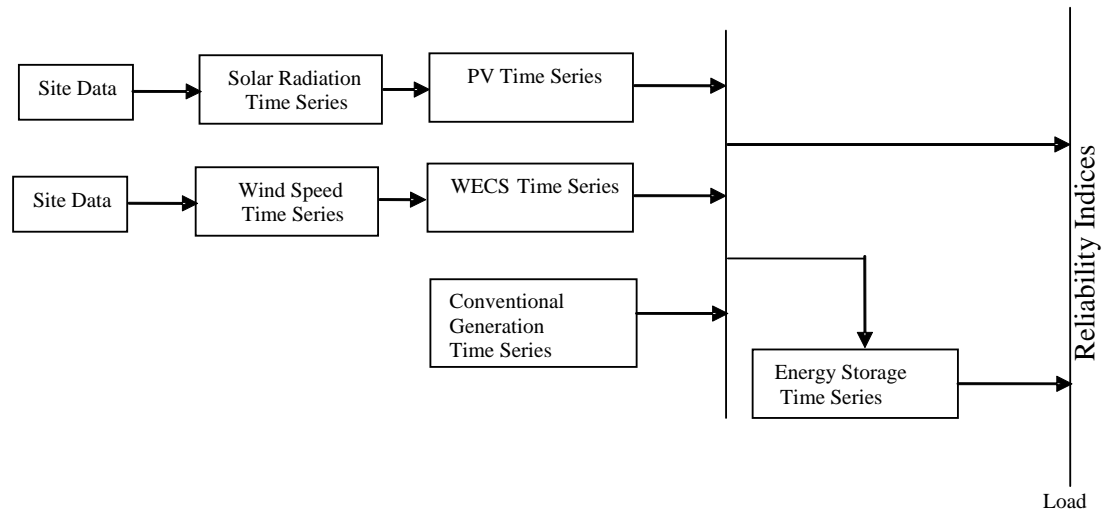 Site Data
Solar Radiation
Time Series
PV Time Series
Site Data
Wind Speed
Time Series
WECS Time Series
Conventional
Generation
Time Series
Energy Storage
Time Series
Reliability Indices
Load